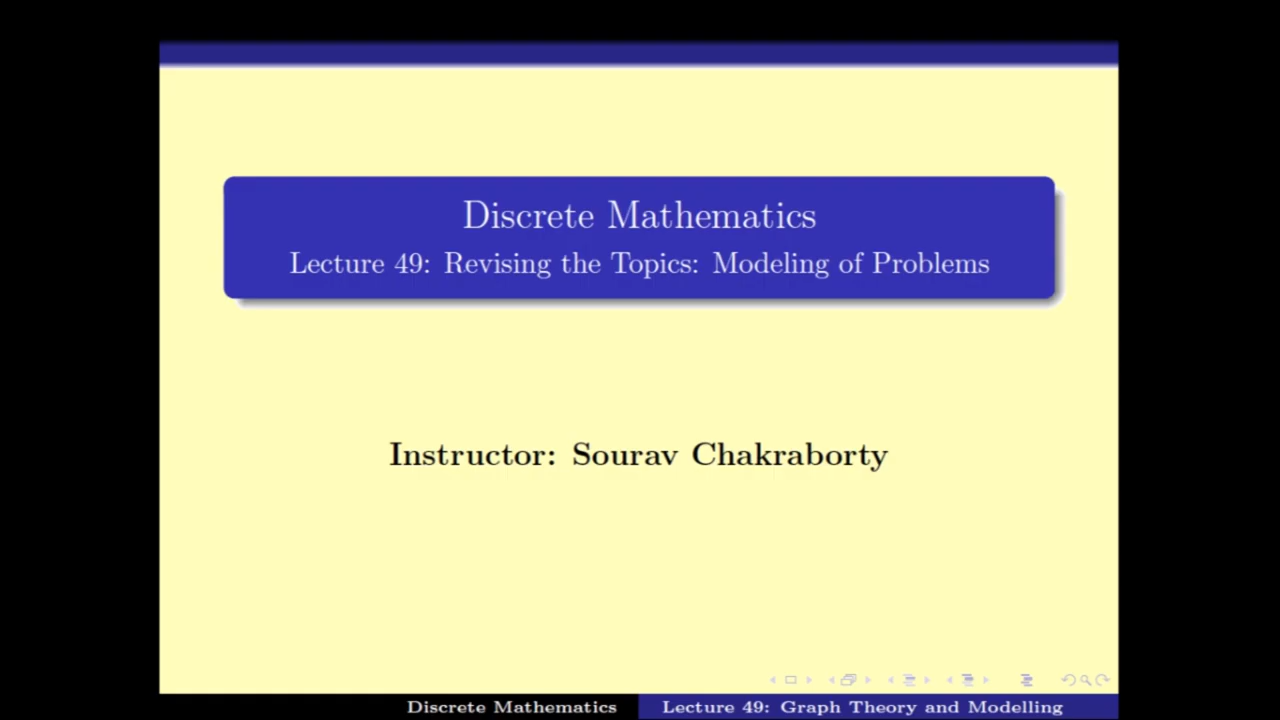 Discrete Mathematics
Lecture 49: Revising the Topics: Modeling of Problems
Instructor: Sourav Chakraborty
Discrete Mathematics
Lecture 49: Graph Theory and Modelling